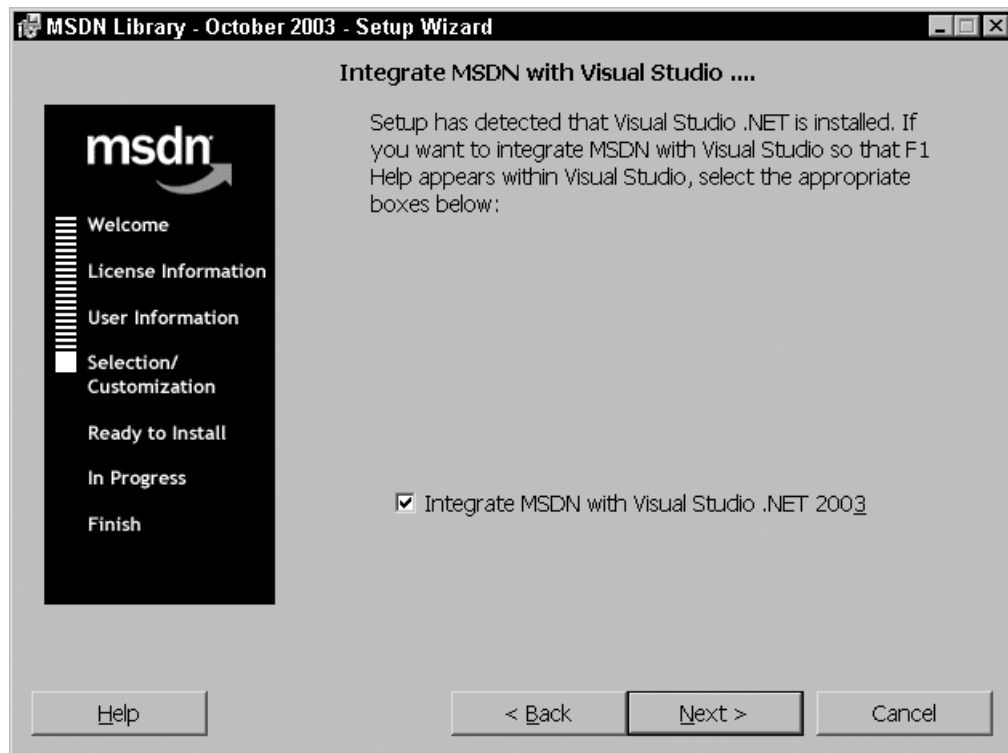 MSDN Library - October 2003 - Setup Wizard
Integrate MSDN with Visual Studio ....
msdn
Welcome
License Information
User Information
Selection/
Customization
Ready to Install
In Progress
Finish
Setup has detected that Visual Studio .NET is installed. If
you want to integrate MSDN with Visual Studio so that F1
Help appears within Visual Studio, select the appropriate
boxes below:
Integrate MSDN with Visual Studio .NET 2003
Help
< Back
Next >
Cancel